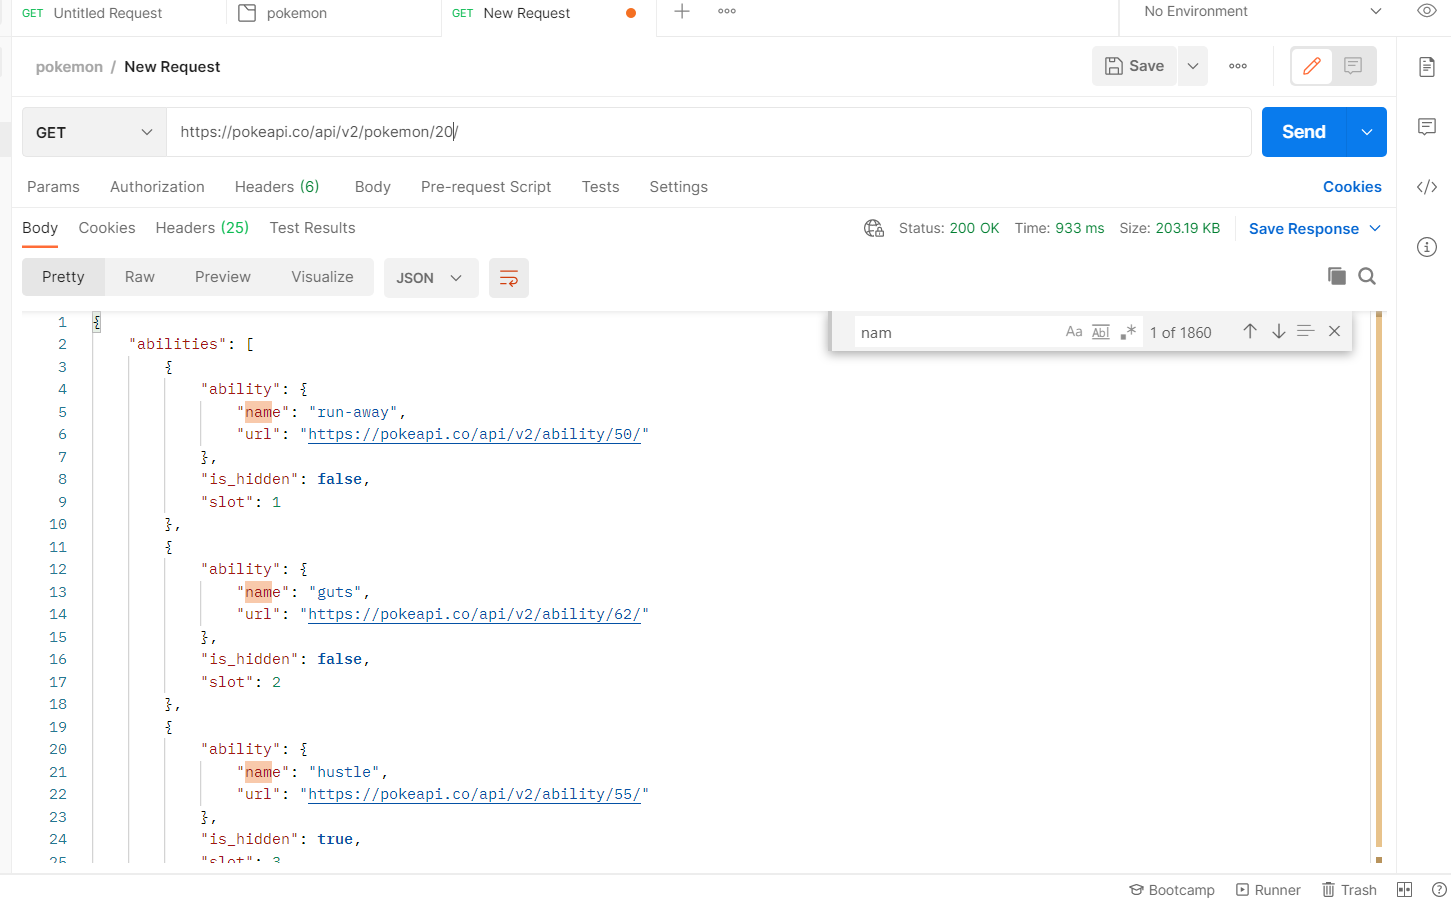 GET Untitled Request pokemon GET New Request No Environment
pokemon / New Request Save
GET https://pokeapi.co/api/v2/pokemon/20/ Send
Params Authorization Headers (6) Body Pre-request Script Tests Settings Cookies
Body Cookies Headers (25) Test Results Status: 200 OK Time: 933 ms Size: 203.19 KB Save Response
Pretty Raw Preview Visualize JSON
nam Aa Abl .* 1 of 1860
1 {
2 "abilities": [
3 {
4 "ability": {
5 "name": "run-away",
6 "url": "https://pokeapi.co/api/v2/ability/50/"
7 },
8 "is_hidden": false,
9 "slot": 1
10 },
11 {
12 "ability": {
13 "name": "guts",
14 "url": "https://pokeapi.co/api/v2/ability/62/"
15 },
16 "is_hidden": false,
17 "slot": 2
18 },
19 {
20 "ability": {
21 "name": "hustle",
22 "url": "https://pokeapi.co/api/v2/ability/55/"
23 },
24 "is_hidden": true,
25 "slot": 3
Bootcamp Runner Trash